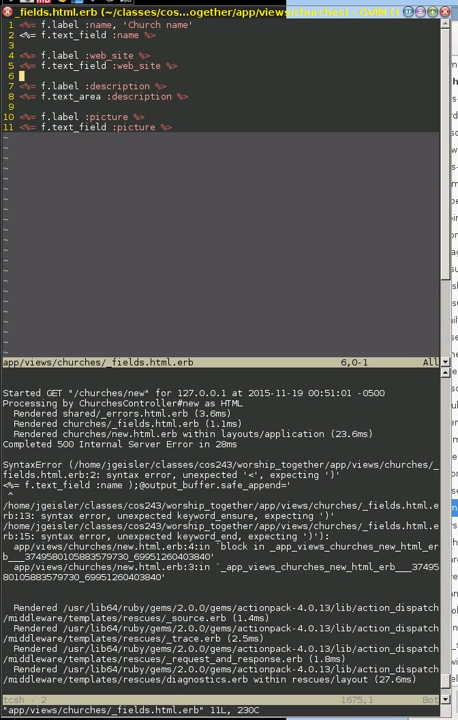 _fields.html.erb (~/classes/cos..ogether/app/views/churches) - GVIM (1
1 <%= f.label :name, 'Church name'
2 <%= f.text_field :name %>
3
4 <%= f.label :web_site %>
5 <%= f.text_field :web_site %>
6
7 <%= f.label :description %>
8 <%= f.text_area :description %>
9
10 <%= f.label :picture %>
11 <%= f.text_field :picture %>
app/views/churches/_fields.html.erb 6,0-1 All
Started GET "/churches/new" for 127.0.0.1 at 2015-11-19 00:51:01 -0500
Processing by ChurchesController#new as HTML
Rendered shared/_errors.html.erb (3.6ms)
Rendered churches/_fields.html.erb (1.1ms)
Rendered churches/new.html.erb within layouts/application (23.6ms)
Completed 500 Internal Server Error in 28ms
SyntaxError (/home/jgeisler/classes/cos243/worship_together/app/views/churches/_
fields.html.erb:2: syntax error, unexpected '<', expecting ')'
<%= f.text_field :name );@output_buffer.safe_append='
^
/home/jgeisler/classes/cos243/worship_together/app/views/churches/_fields.html.e
rb:13: syntax error, unexpected keyword_ensure, expecting ')'
/home/jgeisler/classes/cos243/worship_together/app/views/churches/_fields.html.e
rb:15: syntax error, unexpected keyword_end, expecting ')'):
app/views/churches/new.html.erb:4:in `block in _app_views_churches_new_html_er
b___3749580105883579730_69951260403840'
app/views/churches/new.html.erb:3:in `_app_views_churches_new_html_erb___37495
80105883579730_69951260403840'
Rendered /usr/lib64/ruby/gems/2.0.0/gems/actionpack-4.0.13/lib/action_dispatch
/middleware/templates/rescues/_source.erb (1.4ms)
Rendered /usr/lib64/ruby/gems/2.0.0/gems/actionpack-4.0.13/lib/action_dispatch
/middleware/templates/rescues/_trace.erb (2.5ms)
Rendered /usr/lib64/ruby/gems/2.0.0/gems/actionpack-4.0.13/lib/action_dispatch
/middleware/templates/rescues/_request_and_response.erb (1.8ms)
Rendered /usr/lib64/ruby/gems/2.0.0/gems/actionpack-4.0.13/lib/action_dispatch
/middleware/templates/rescues/diagnostics.erb within rescues/layout (27.6ms)
tcsh - 2 1675,1 Bot
"app/views/churches/_fields.html.erb" 11L, 230C